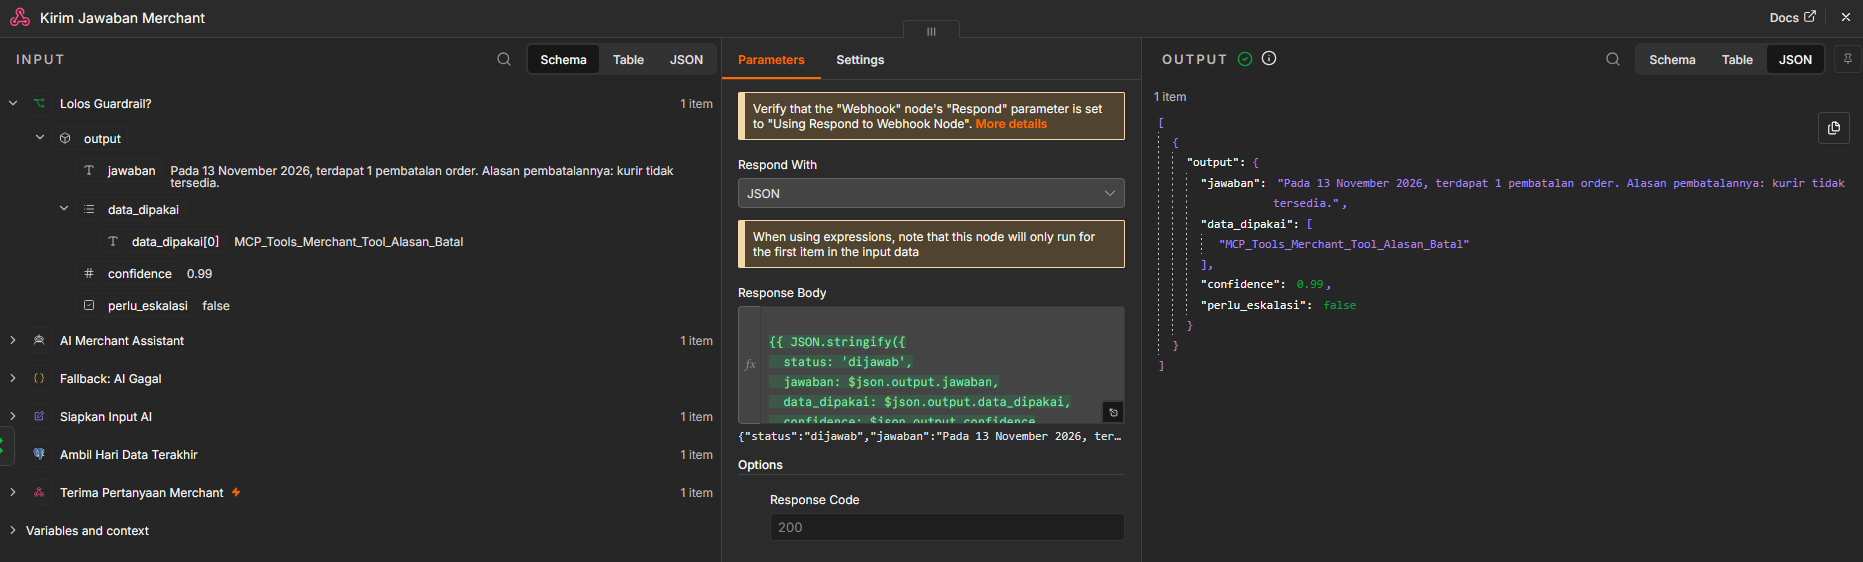 Kirim Jawaban Merchant
Docs
INPUT
Schema
Table
JSON
Lolos Guardrail?
1 item
output
jawaban
Pada 13 November 2026, terdapat 1 pembatalan order. Alasan pembatalannya: kurir tidak
tersedia.
data_dipakai
data_dipakai[0]
MCP_Tools_Merchant_Tool_Alasan_Batal
confidence
0.99
perlu_eskalasi
false
AI Merchant Assistant
1 item
Fallback: AI Gagal
Siapkan Input AI
1 item
Ambil Hari Data Terakhir
1 item
Terima Pertanyaan Merchant
1 item
Variables and context
Parameters
Settings
Verify that the "Webhook" node's "Respond" parameter is set
to "Using Respond to Webhook Node". More details
Respond With
JSON
When using expressions, note that this node will only run for
the first item in the input data
Response Body
fx
{{ JSON.stringify({
status: 'dijawab',
jawaban: $json.output.jawaban,
data_dipakai: $json.output.data_dipakai,
confidence: $json.output.confidence
{"status":"dijawab","jawaban":"Pada 13 November 2026, ter…
Options
Response Code
200
OUTPUT
Schema
Table
JSON
1 item
[
{
"output": {
"jawaban": "Pada 13 November 2026, terdapat 1 pembatalan order. Alasan pembatalannya: kurir tidak
tersedia.",
"data_dipakai": [
"MCP_Tools_Merchant_Tool_Alasan_Batal"
],
"confidence": 0.99,
"perlu_eskalasi": false
}
}
]